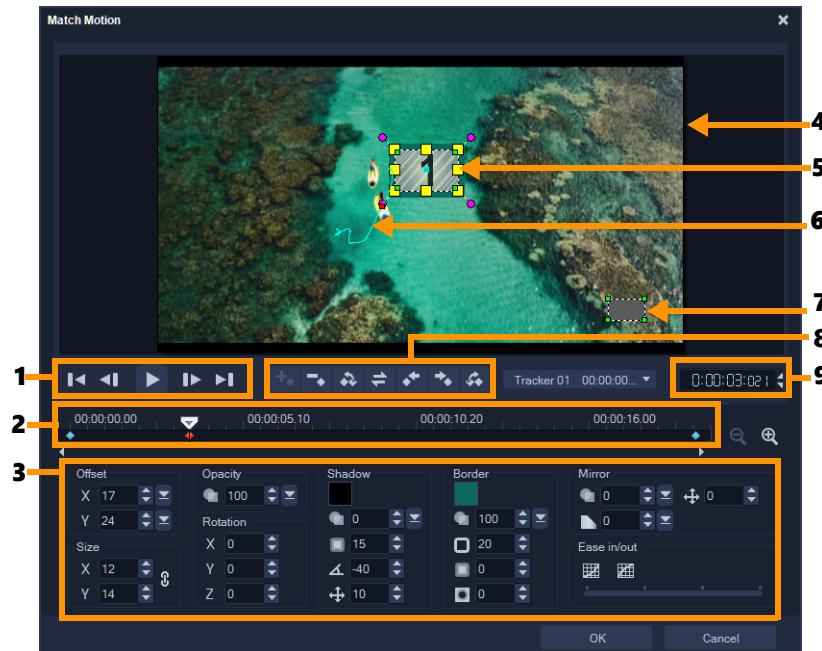 Match Motion
4
1
5
6
7
8
1
Tracker 01 00:00:00...
0:00:03:021
9
2
00:00:00.00 00:00:05.10 00:00:10.20 00:00:16.00
3
Offset Opacity Shadow Border Mirror
X 17 100 0 100 0 0
Y 24 Rotation 15 20 0
Size X 0 -40 0 Ease in/out
X 12 Y 0 10 0
Y 14 Z 0
OK Cancel